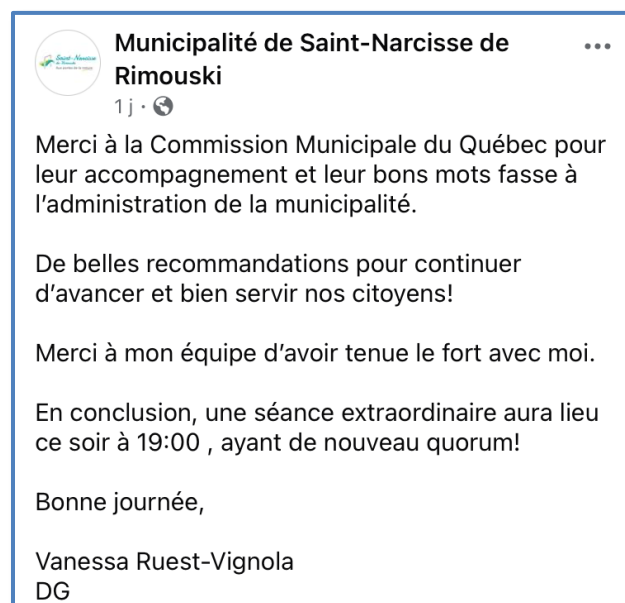 Municipalité de Saint-Narcisse de
Rimouski
1 j ·
Merci à la Commission Municipale du Québec pour
leur accompagnement et leur bons mots fasse à
l’administration de la municipalité.
De belles recommandations pour continuer
d’avancer et bien servir nos citoyens!
Merci à mon équipe d’avoir tenue le fort avec moi.
En conclusion, une séance extraordinaire aura lieu
ce soir à 19:00 , ayant de nouveau quorum!
Bonne journée,
Vanessa Ruest-Vignola
DG